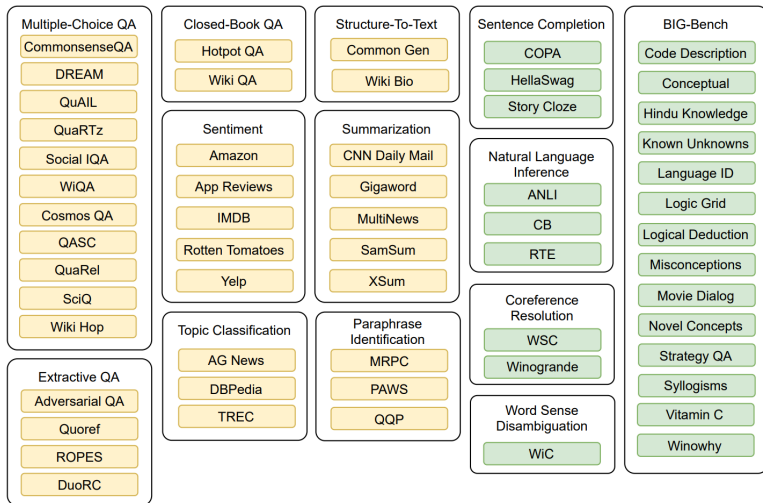 Multiple-Choice QA
CommonsenseQA
DREAM
QuAIL
QuaRTz
Social IQA
WiQA
Cosmos QA
QASC
QuaRel
SciQ
Wiki Hop
Extractive QA
Adversarial QA
Quoref
ROPES
DuoRC
Closed-Book QA
Hotpot QA
Wiki QA
Sentiment
Amazon
App Reviews
IMDB
Rotten Tomatoes
Yelp
Topic Classification
AG News
DBPedia
TREC
Structure-To-Text
Common Gen
Wiki Bio
Summarization
CNN Daily Mail
Gigaword
MultiNews
SamSum
XSum
Paraphrase
Identification
MRPC
PAWS
QQP
Sentence Completion
COPA
HellaSwag
Story Cloze
Natural Language
Inference
ANLI
CB
RTE
Coreference
Resolution
WSC
Winogrande
Word Sense
Disambiguation
WiC
BIG-Bench
Code Description
Conceptual
Hindu Knowledge
Known Unknowns
Language ID
Logic Grid
Logical Deduction
Misconceptions
Movie Dialog
Novel Concepts
Strategy QA
Syllogisms
Vitamin C
Winowhy